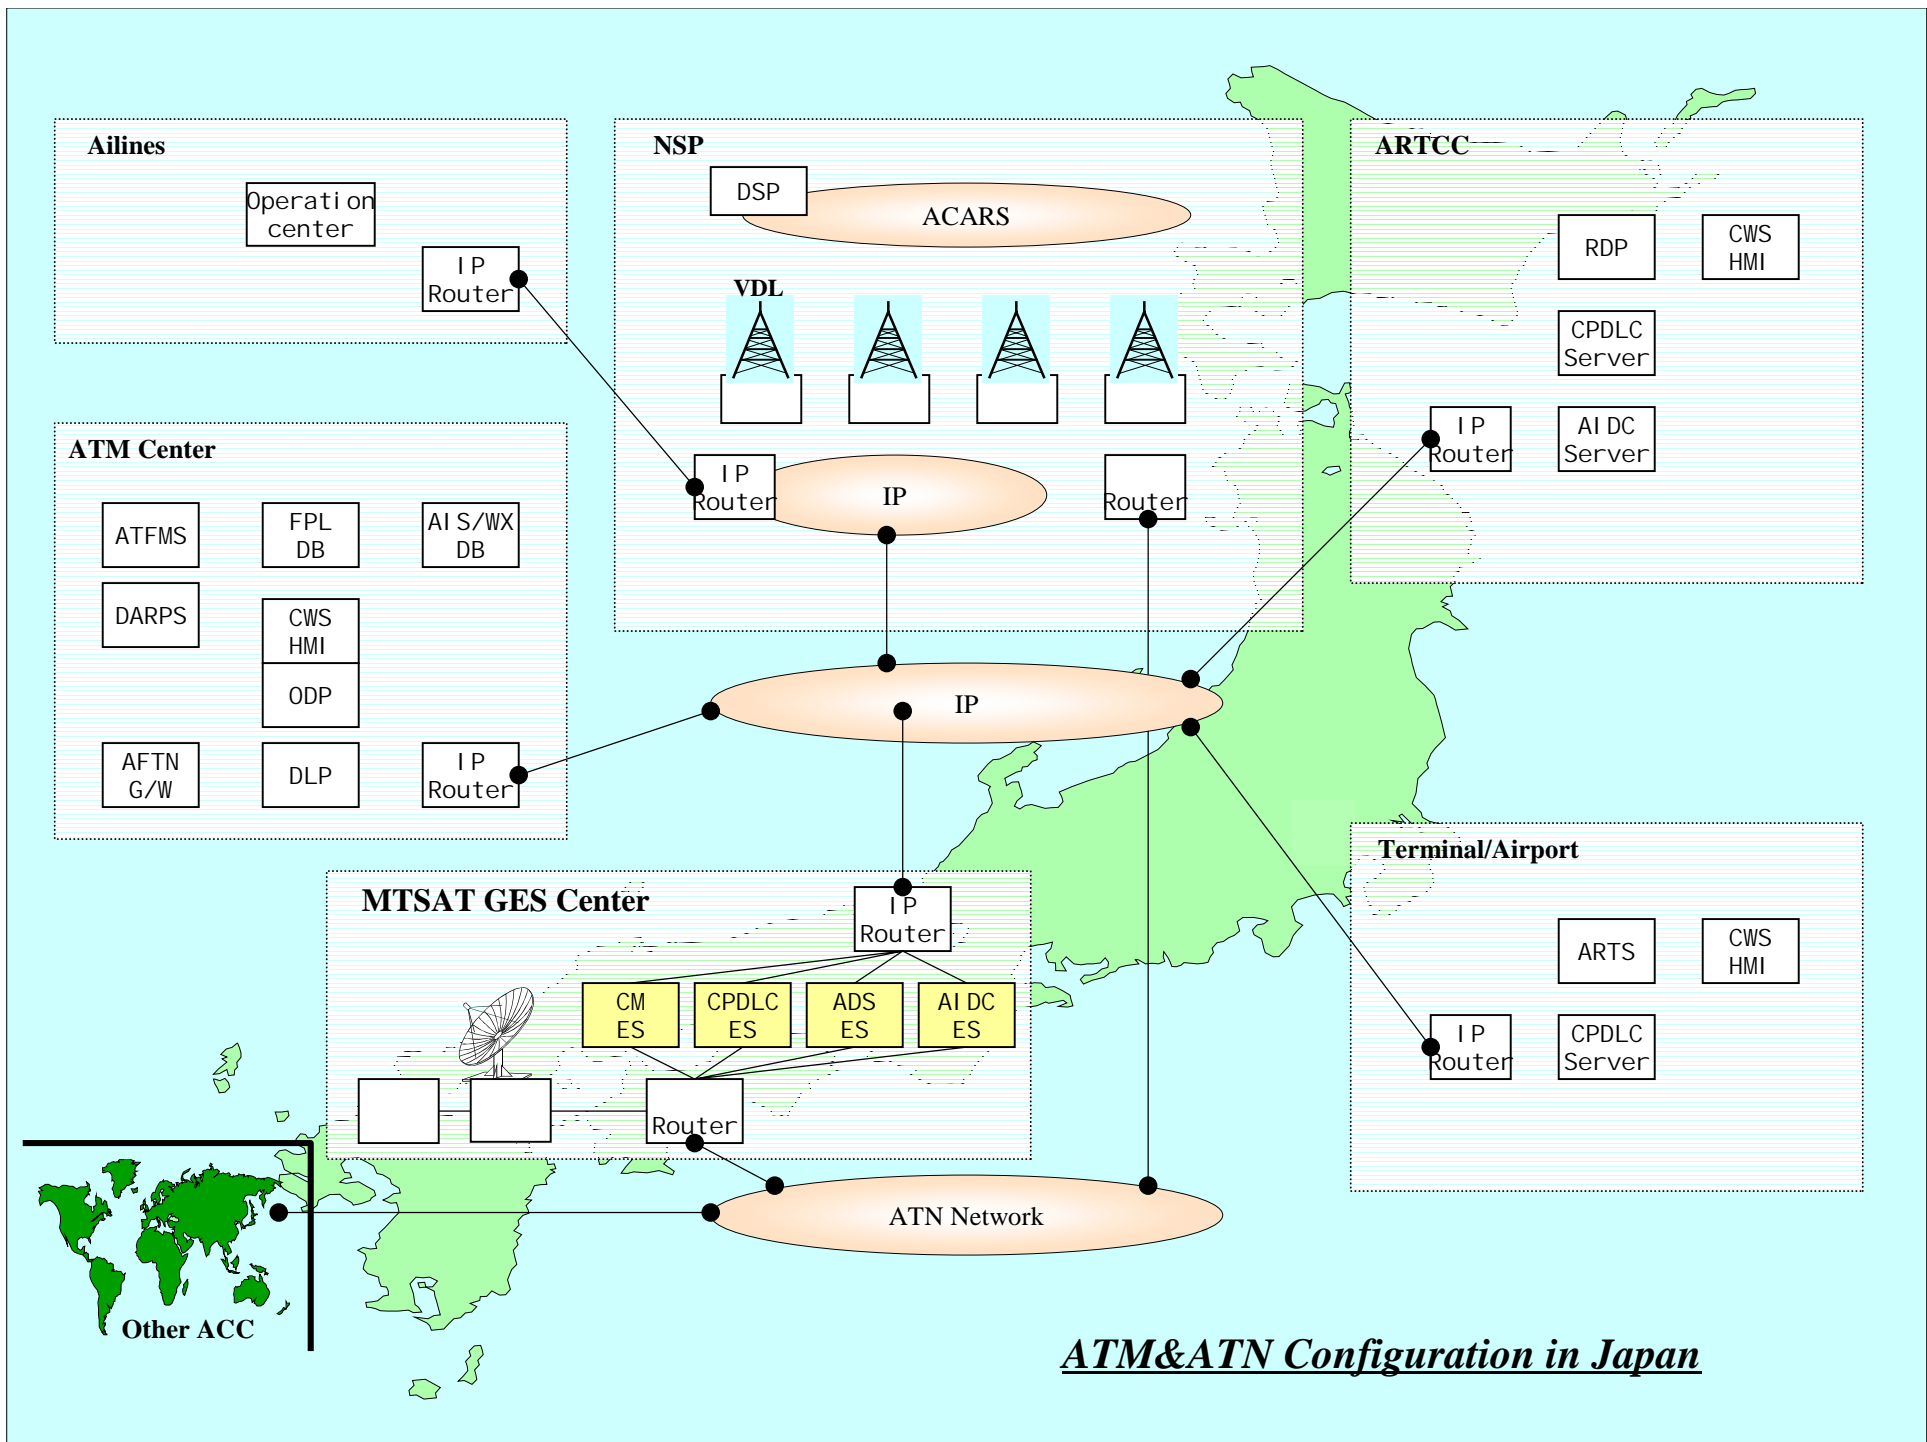 Ailines
Operation
center
IP
Router
NSP
DSP
ACARS
VDL
IP
Router
IP
Router
ARTCC
RDP
CWS
HMI
CPDLC
Server
IP
Router
AIDC
Server
ATM Center
ATFMS
FPL
DB
AIS/WX
DB
DARPS
CWS
HMI
ODP
AFTN
G/W
DLP
IP
Router
IP
Terminal/Airport
ARTS
CWS
HMI
IP
Router
CPDLC
Server
MTSAT GES Center
IP
Router
CM
ES
CPDLC
ES
ADS
ES
AIDC
ES
Router
ATN Network
Other ACC
ATM&ATN Configuration in Japan